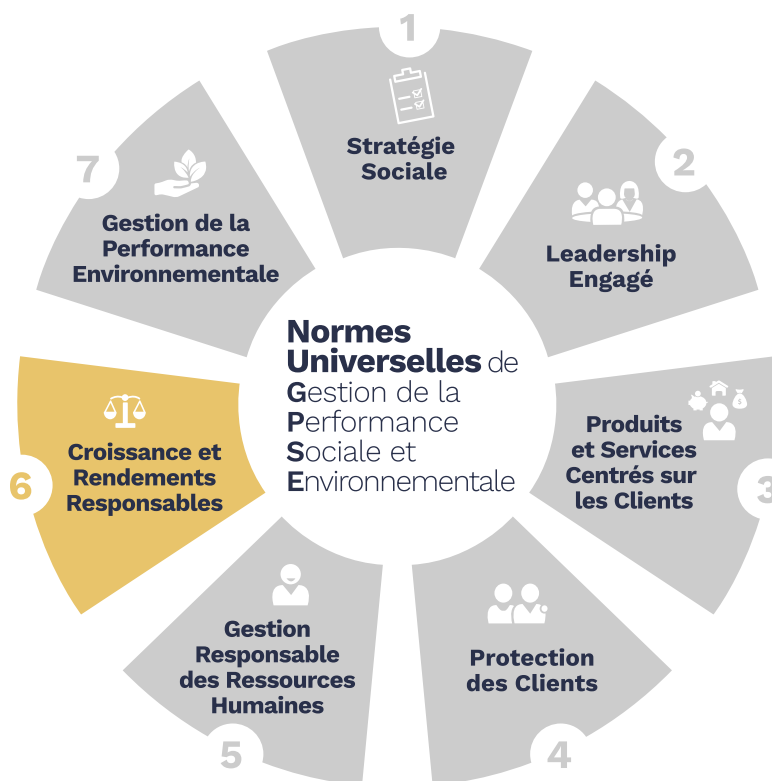 1
Stratégie
Sociale
2
Leadership
Engagé
3
Produits
et Services
Centrés sur
les Clients
4
Protection
des Clients
5
Gestion
Responsable
des Ressources
Humaines
6
Croissance et
Rendements
Responsables
7
Gestion de la
Performance
Environnementale
Normes
Universelles de
Gestion de la
Performance
Sociale et
Environnementale
$